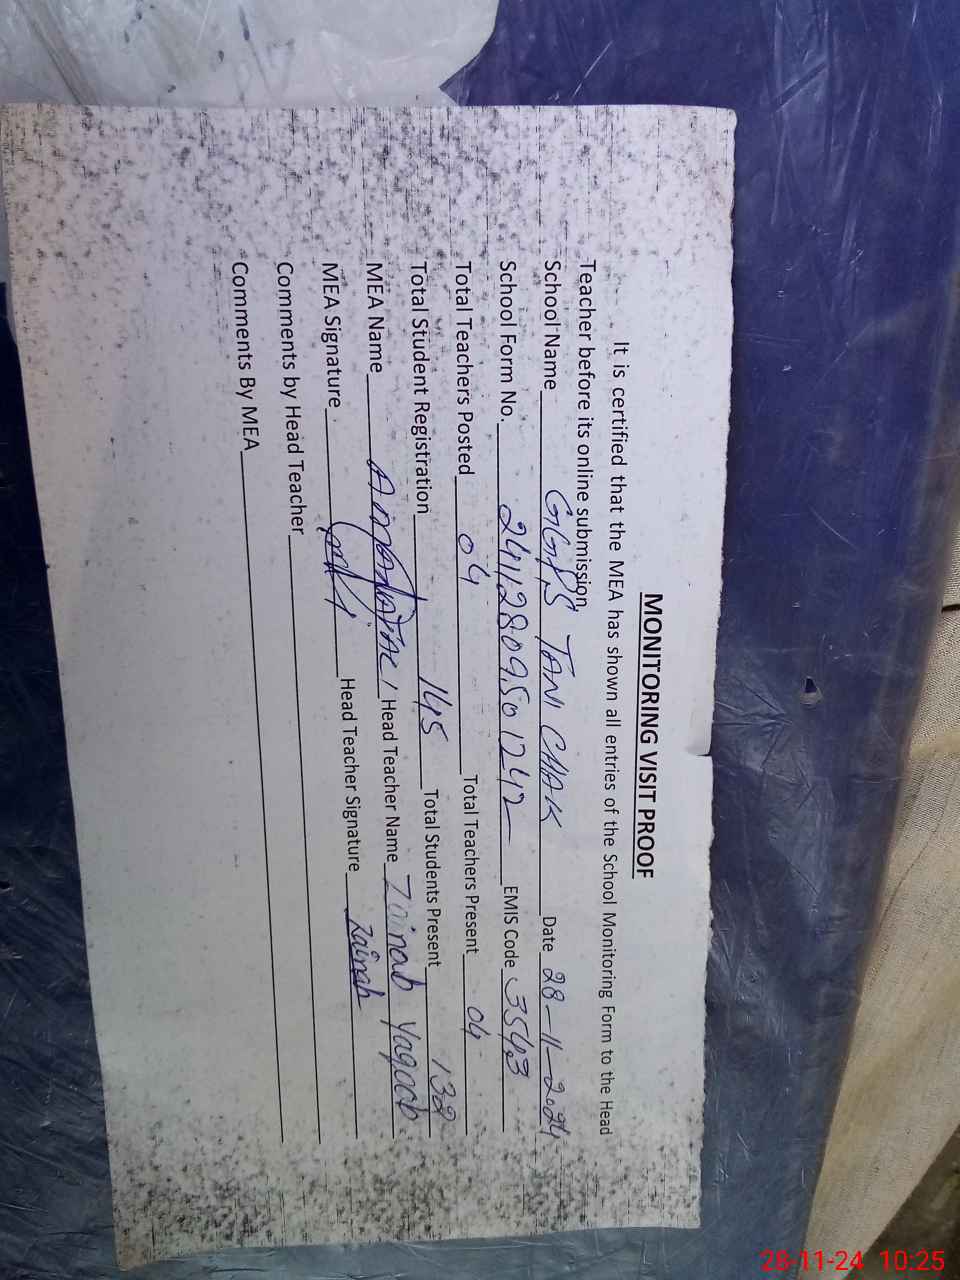 MONITORING VISIT PROOF
It is certified that the MEA has shown all entries of the School Monitoring Form to the Head
Teacher before its online submission.
School Name GGPS TANI CHAK Date 28-11-2024
School Form No. 24112809501242 EMIS Code 3543
Total Teachers Posted 04 Total Teachers Present 04
Total Student Registration 145 Total Students Present 132
MEA Name Head Teacher Name Zainab Yaqoob
MEA Signature Head Teacher Signature Zainab
Comments by Head Teacher
Comments By MEA
28-11-24 10:25